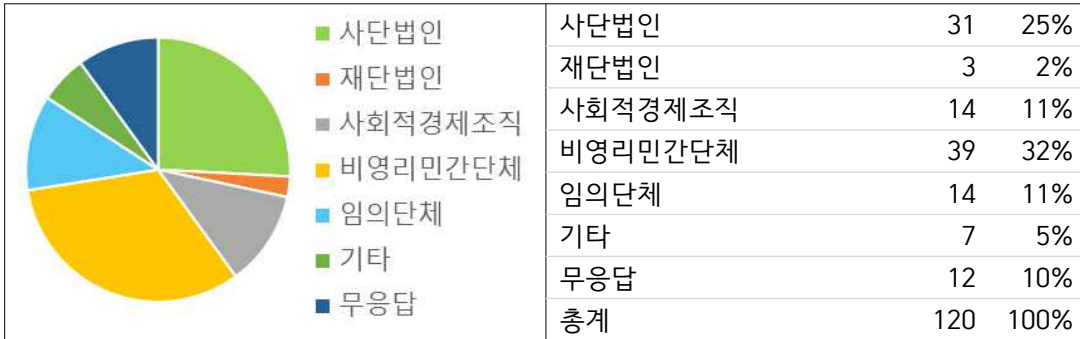 사단법인
재단법인
사회적경제조직
비영리민간단체
임의단체
기타
무응답
사단법인 31 25%
재단법인 3 2%
사회적경제조직 14 11%
비영리민간단체 39 32%
임의단체 14 11%
기타 7 5%
무응답 12 10%
총계 120 100%